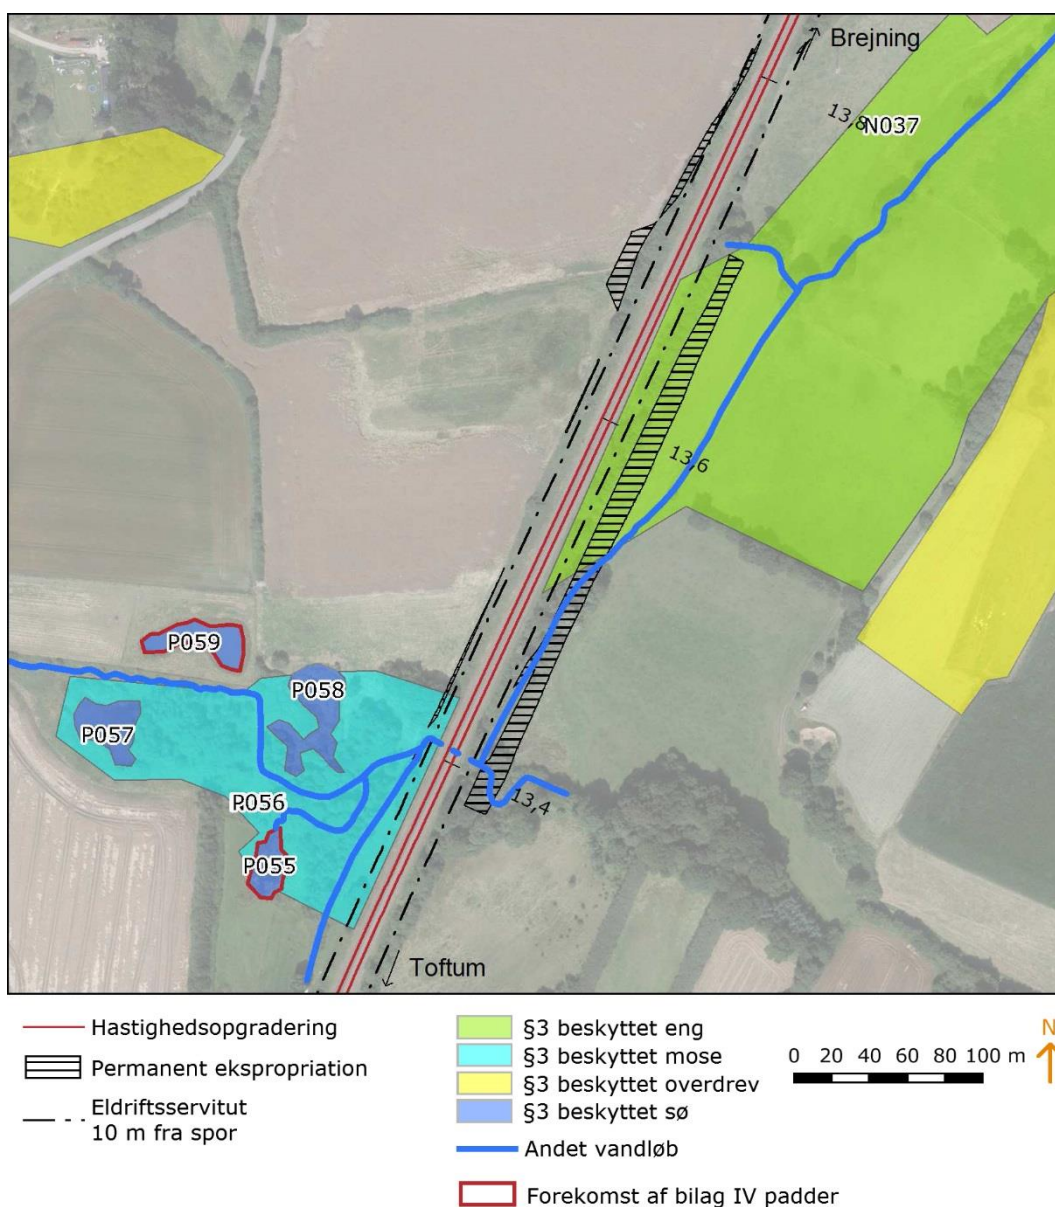 Brejning
13,8
N037
13,6
P059
P058
P057
P056
P055
13,4
Toftum
Hastighedsopgradering
Permanent ekspropriation
Eldriftsservitut
10 m fra spor
§3 beskyttet eng
§3 beskyttet mose
§3 beskyttet overdrev
§3 beskyttet sø
Andet vandløb
Forekomst af bilag IV padder
0 20 40 60 80 100 m
N